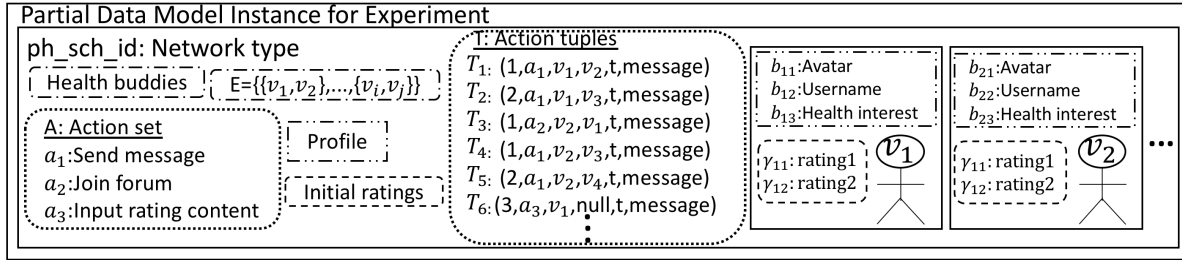 Partial Data Model Instance for Experiment
ph_sch_id: Network type
Health buddies
E={{v₁,v₂},...,{vᵢ,vⱼ}}
A: Action set
a₁:Send message
a₂:Join forum
a₃:Input rating content
Profile
Initial ratings
T: Action tuples
T₁: (1,a₁,v₁,v₂,t,message)
T₂: (2,a₁,v₁,v₃,t,message)
T₃: (1,a₂,v₂,v₁,t,message)
T₄: (1,a₁,v₂,v₃,t,message)
T₅: (2,a₁,v₂,v₄,t,message)
T₆:(3,a₃,v₁,null,t,message)
b₁₁:Avatar
b₁₂:Username
b₁₃:Health interest
γ₁₁: rating1
γ₁₂: rating2
v₁
b₂₁:Avatar
b₂₂:Username
b₂₃:Health interest
γ₁₁: rating1
γ₁₂: rating2
v₂
...